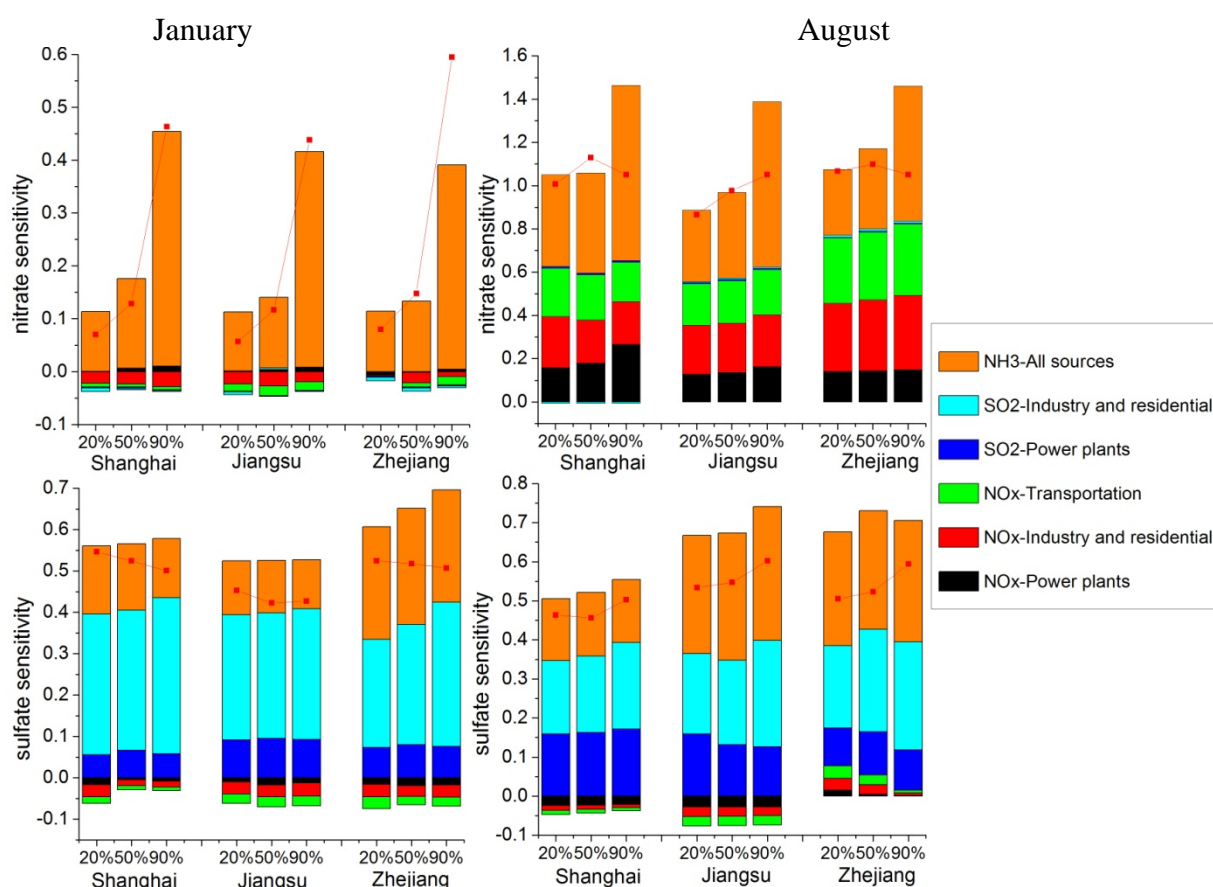 January
August
0.6
0.5
0.4
0.3
0.2
0.1
0.0
-0.1
nitrate sensitivity
20%50%90%
20%50%90%
20%50%90%
Shanghai
Jiangsu
Zhejiang
1.6
1.4
1.2
1.0
0.8
0.6
0.4
0.2
0.0
nitrate sensitivity
20%50%90%
20%50%90%
20%50%90%
Shanghai
Jiangsu
Zhejiang
NH3-All sources
SO2-Industry and residential
SO2-Power plants
NOx-Transportation
NOx-Industry and residential
NOx-Power plants
0.7
0.6
0.5
0.4
0.3
0.2
0.1
0.0
-0.1
sulfate sensitivity
20%50%90%
20%50%90%
20%50%90%
Shanghai
Jiangsu
Zhejiang
0.8
0.7
0.6
0.5
0.4
0.3
0.2
0.1
0.0
-0.1
sulfate sensitivity
20%50%90%
20%50%90%
20%50%90%
Shanghai
Jiangsu
Zhejiang